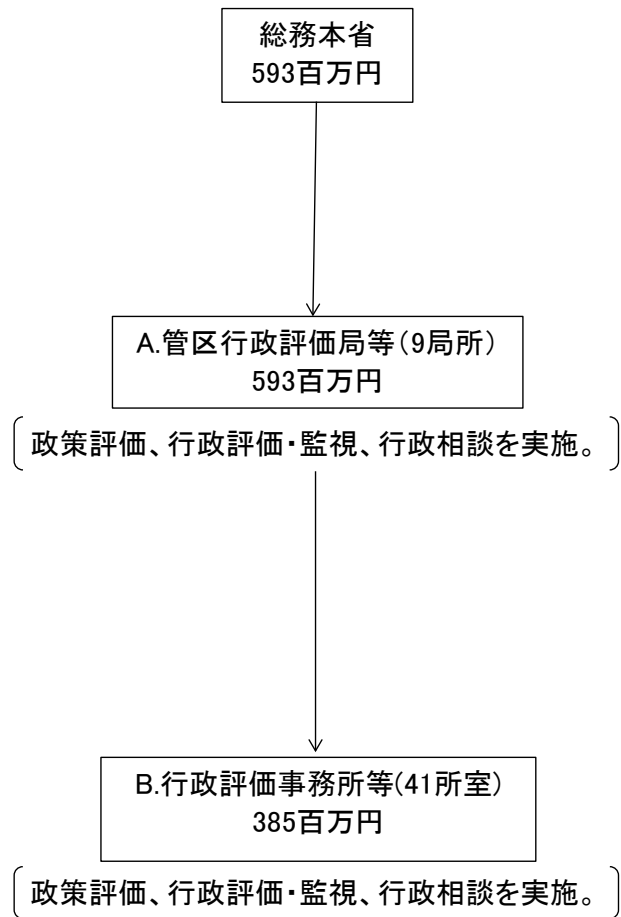 総務本省
593百万円
A.管区行政評価局等（9局所）
593百万円
政策評価、行政評価・監視、行政相談を実施。
B.行政評価事務所等(41所室)
385百万円
政策評価、行政評価・監視、行政相談を実施。